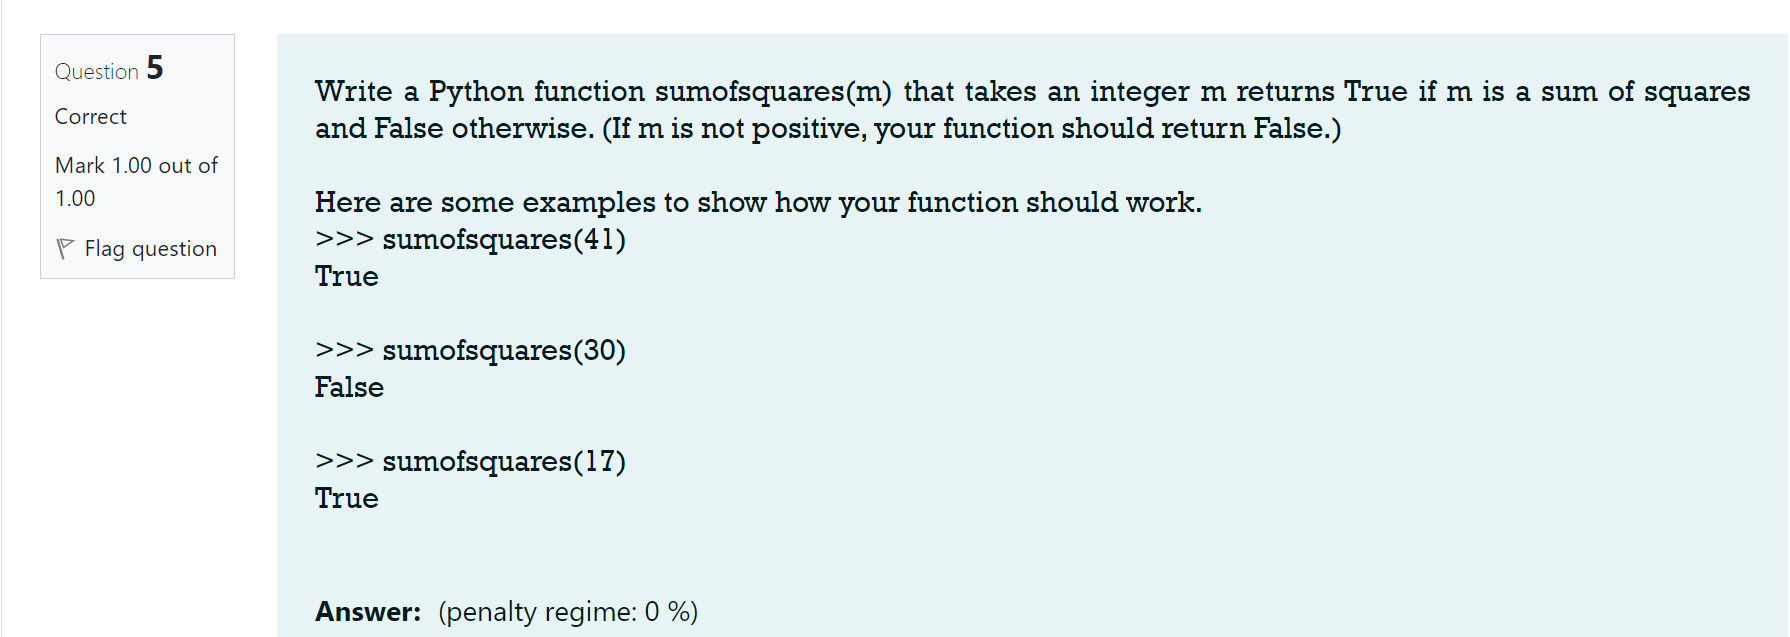 Question 5
Correct
Mark 1.00 out of
1.00
Flag question
Write a Python function sumofsquares(m) that takes an integer m returns True if m is a sum of squares
and False otherwise. (If m is not positive, your function should return False.)
Here are some examples to show how your function should work.
>>> sumofsquares(41)
True
>>> sumofsquares(30)
False
>>> sumofsquares(17)
True
Answer: (penalty regime: 0 %)